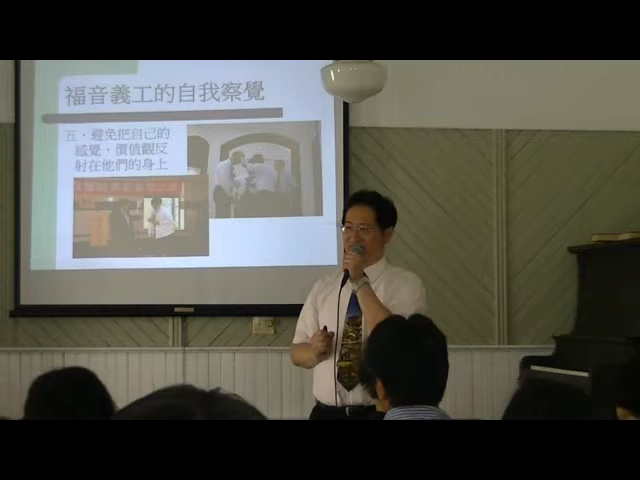 福音義工的自我察覺
五．避免把自己的
感覺．價值觀反
射在他們的身上